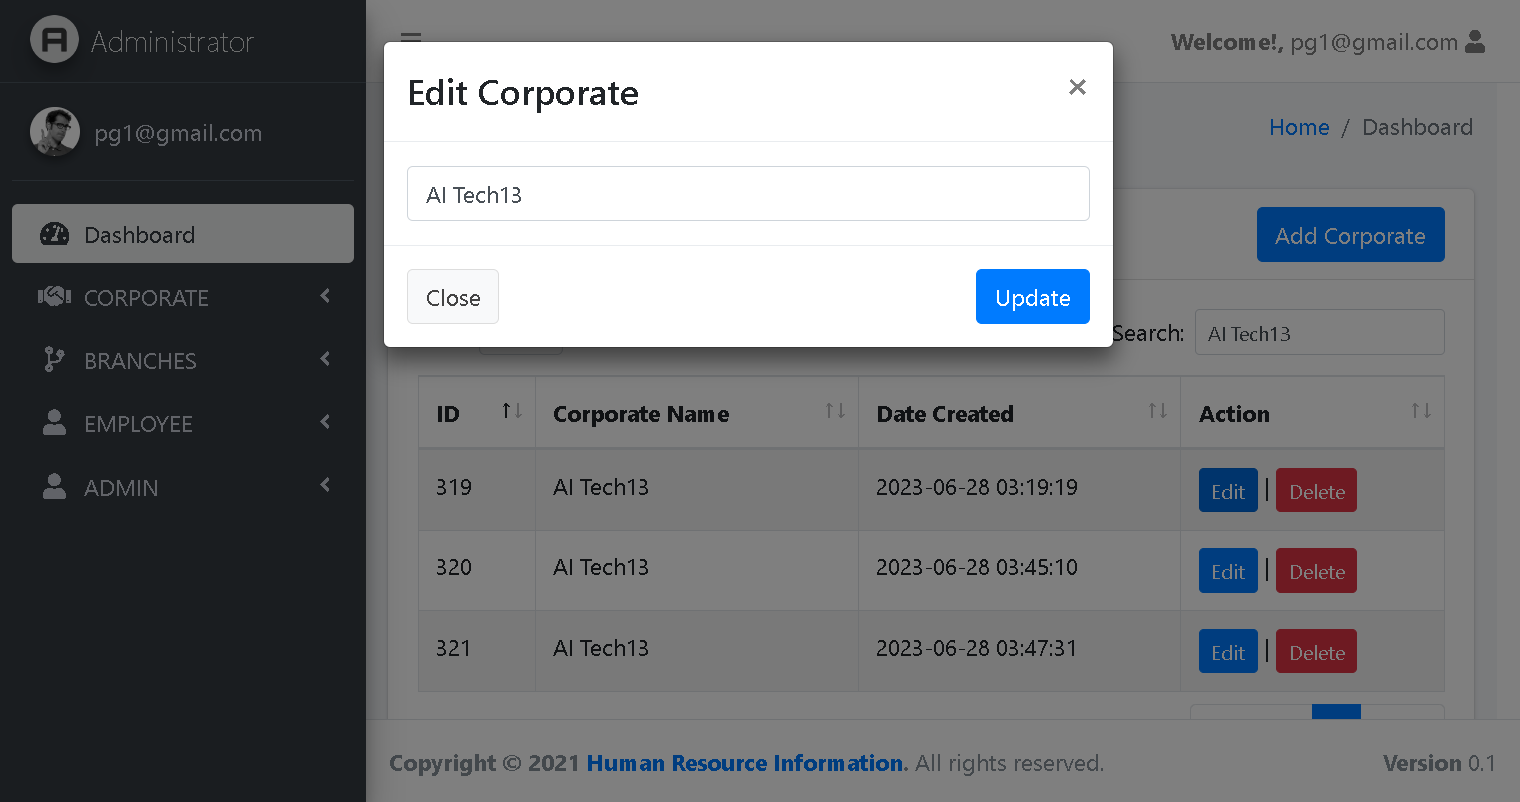 Administrator
Welcome!, pg1@gmail.com
pg1@gmail.com
Home / Dashboard
Edit Corporate
×
AI Tech13
Close
Update
Add Corporate
Search: AI Tech13
Dashboard
CORPORATE
BRANCHES
EMPLOYEE
ADMIN
ID Corporate Name Date Created Action
319 AI Tech13 2023-06-28 03:19:19 Edit | Delete
320 AI Tech13 2023-06-28 03:45:10 Edit | Delete
321 AI Tech13 2023-06-28 03:47:31 Edit | Delete
Copyright © 2021 Human Resource Information. All rights reserved.
Version 0.1